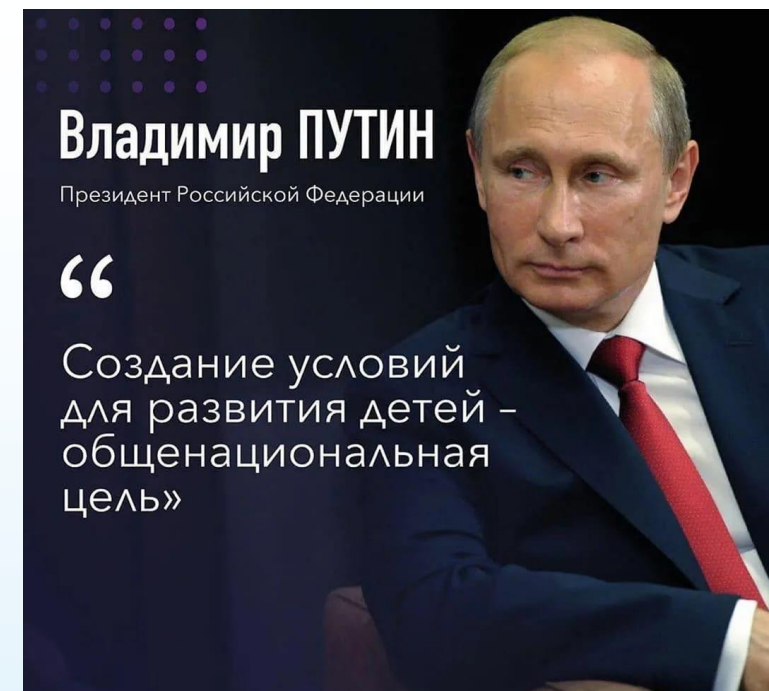 Владимир ПУТИН
Президент Российской Федерации
“
Создание условий
для развития детей –
общенациональная
цель»